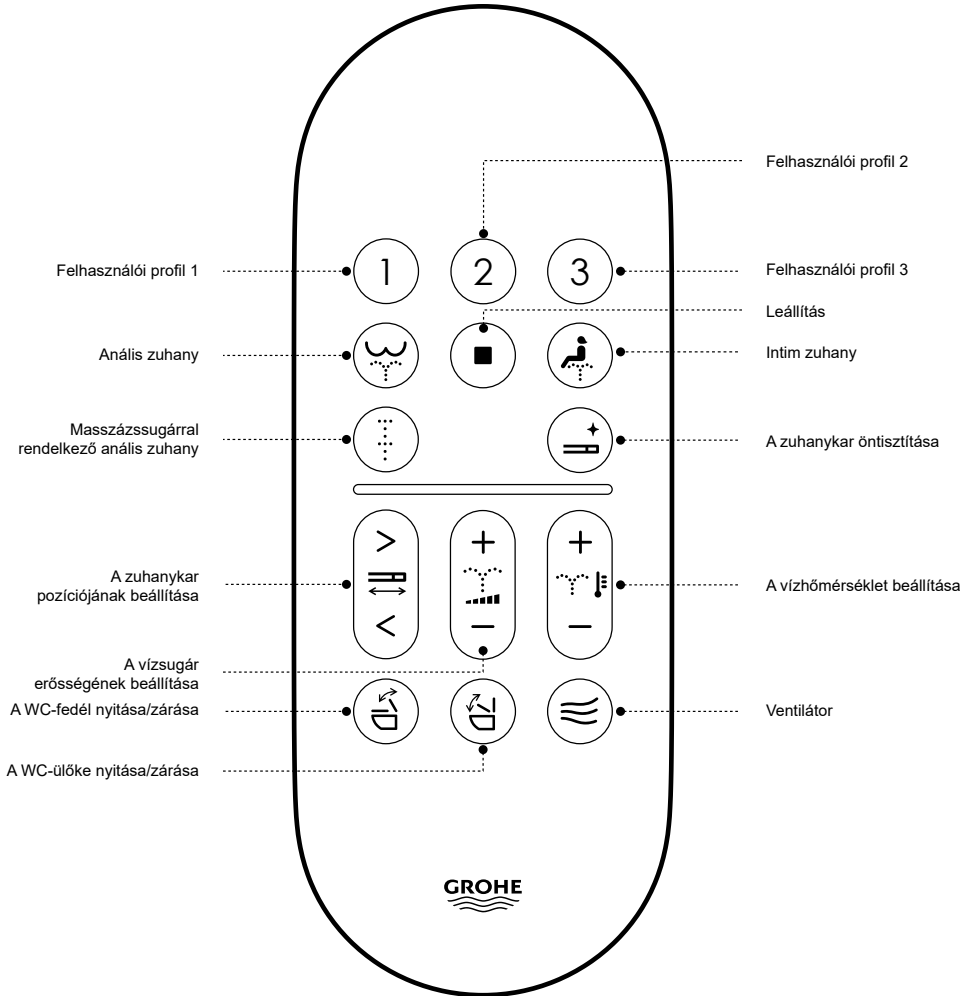 Felhasználói profil 2
Felhasználói profil 1
1
2
3
Felhasználói profil 3
Leállítás
Anális zuhany
Intim zuhany
Masszázssugárral
rendelkező anális zuhany
A zuhanykar öntisztítása
>
+
+
A zuhanykar
pozíciójának beállítása
A vízhőmérséklet beállítása
<
−
−
A vízsugár
erősségének beállítása
A WC-fedél nyitása/zárása
Ventilátor
A WC-ülőke nyitása/zárása
GROHE